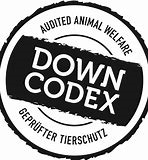 AUDITED ANIMAL WELFARE
DOWN
CODEX
GEPRÜFTER TIERSCHUTZ